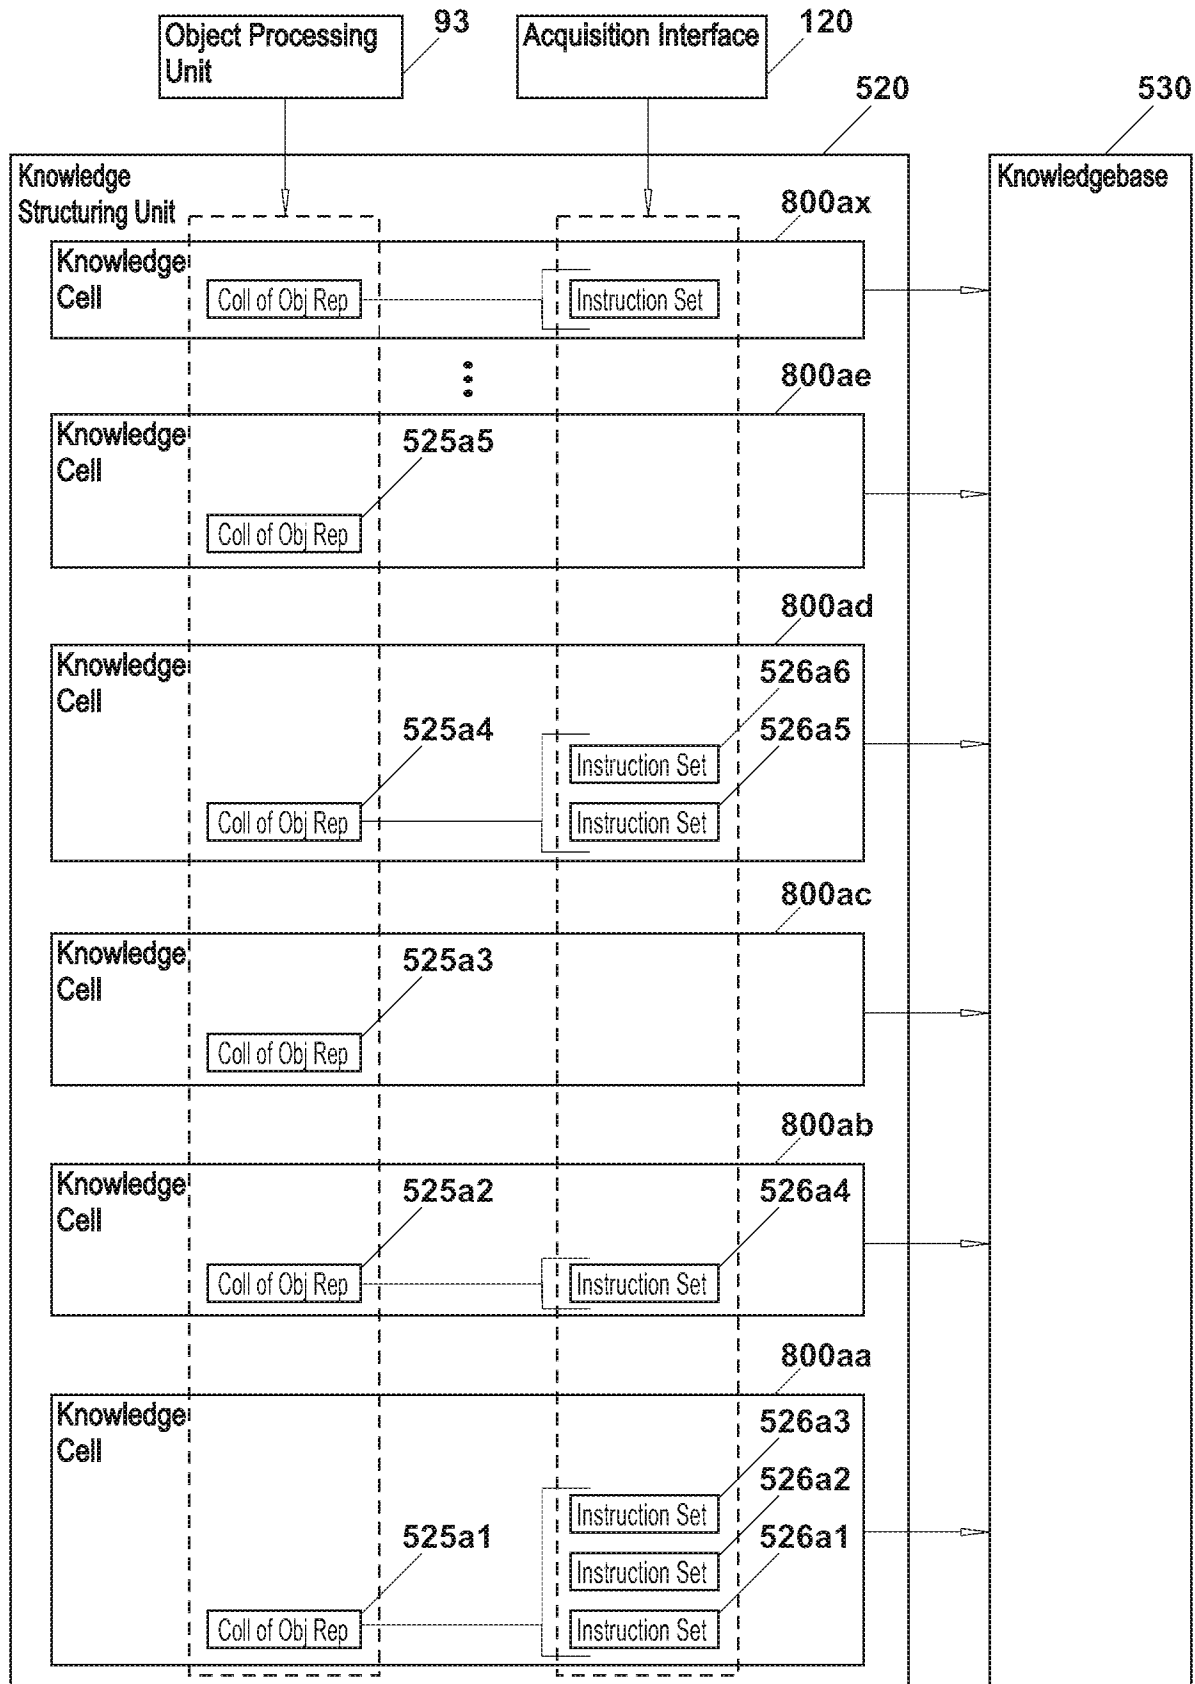 Object Processing
Unit
93
Acquisition Interface
120
520
530
Knowledge
Structuring Unit
Knowledgebase
800ax
Knowledge
Cell
Coll of Obj Rep
Instruction Set
800ae
Knowledge
Cell
525a5
Coll of Obj Rep
800ad
Knowledge
Cell
526a6
525a4
526a5
Instruction Set
Coll of Obj Rep
Instruction Set
800ac
Knowledge
Cell
525a3
Coll of Obj Rep
800ab
Knowledge
Cell
525a2
526a4
Coll of Obj Rep
Instruction Set
800aa
Knowledge
Cell
526a3
526a2
Instruction Set
525a1
526a1
Instruction Set
Coll of Obj Rep
Instruction Set